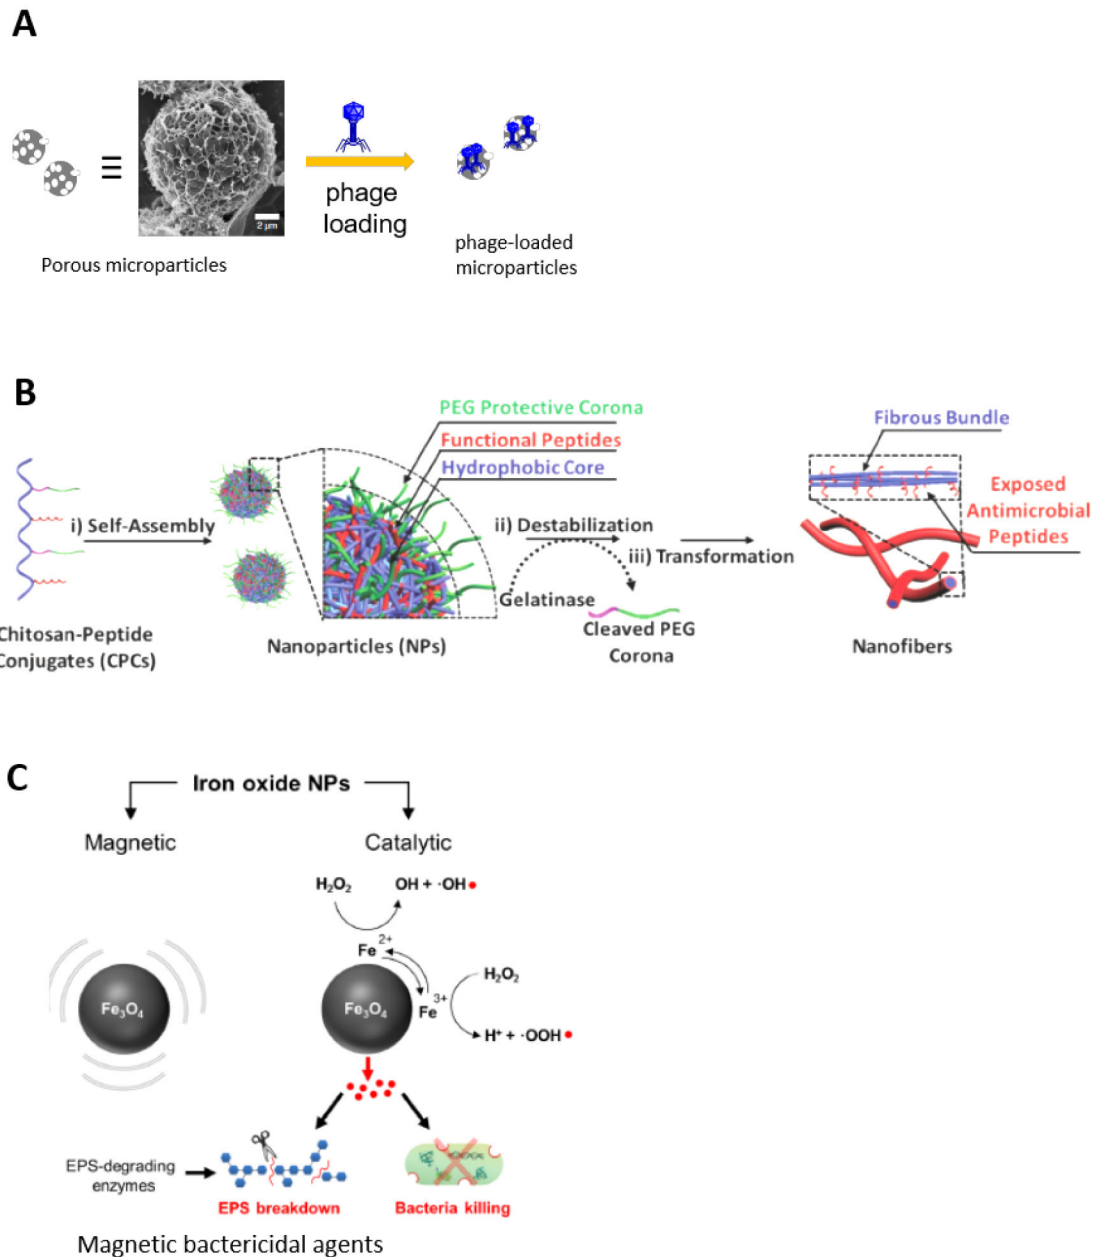 A
2 μm
phage
loading
Porous microparticles
phage-loaded
microparticles
B
PEG Protective Corona
Functional Peptides
Hydrophobic Core
Fibrous Bundle
Exposed
Antimicrobial
Peptides
i) Self-Assembly
ii) Destabilization
iii) Transformation
Gelatinase
Cleaved PEG
Corona
Chitosan-Peptide
Conjugates (CPCs)
Nanoparticles (NPs)
Nanofibers
C
Iron oxide NPs
Magnetic
Catalytic
H₂O₂
OH + ·OH
Fe²⁺
Fe₃O₄
Fe₃O₄
Fe³⁺
H₂O₂
H⁺ + ·OOH
EPS-degrading
enzymes
EPS breakdown
Bacteria killing
Magnetic bactericidal agents